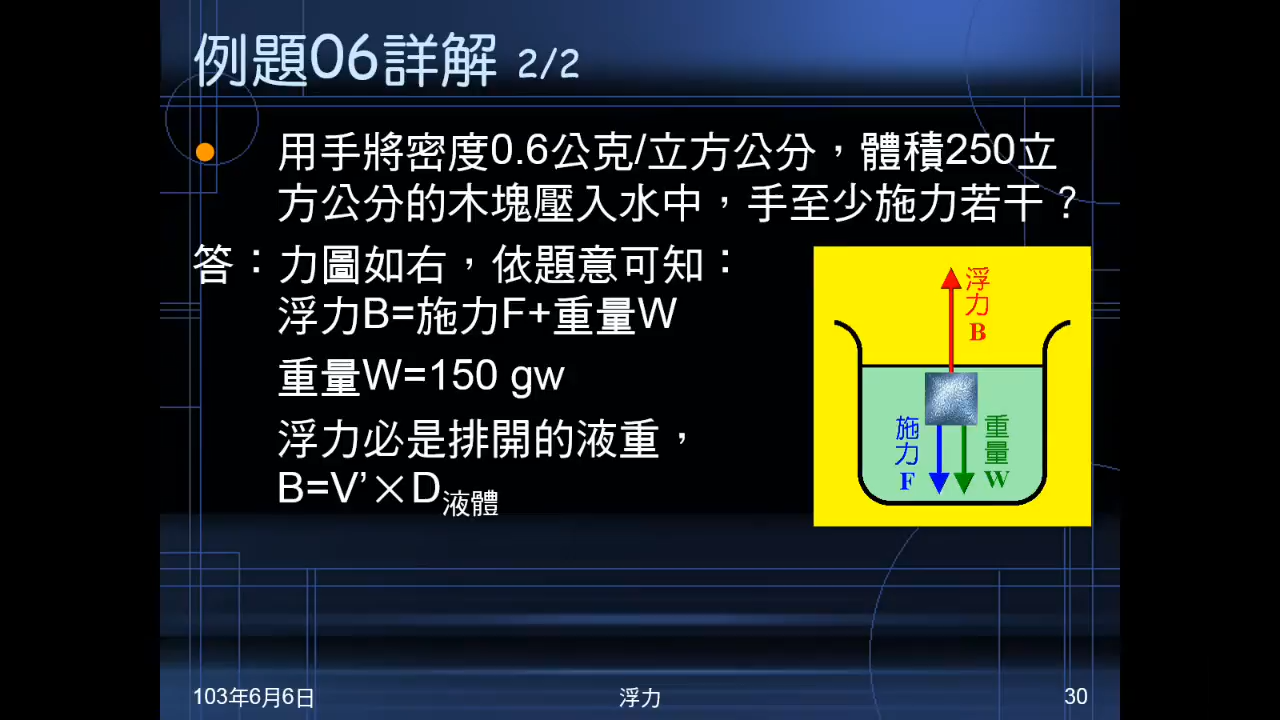 例題06詳解 2/2
用手將密度0.6公克/立方公分，體積250立
方公分的木塊壓入水中，手至少施力若干？
答：力圖如右，依題意可知：
浮力B=施力F+重量W
重量W=150 gw
浮力必是排開的液重，
B=V’×D液體
浮力B
施力F
重量W
103年6月6日
浮力
30